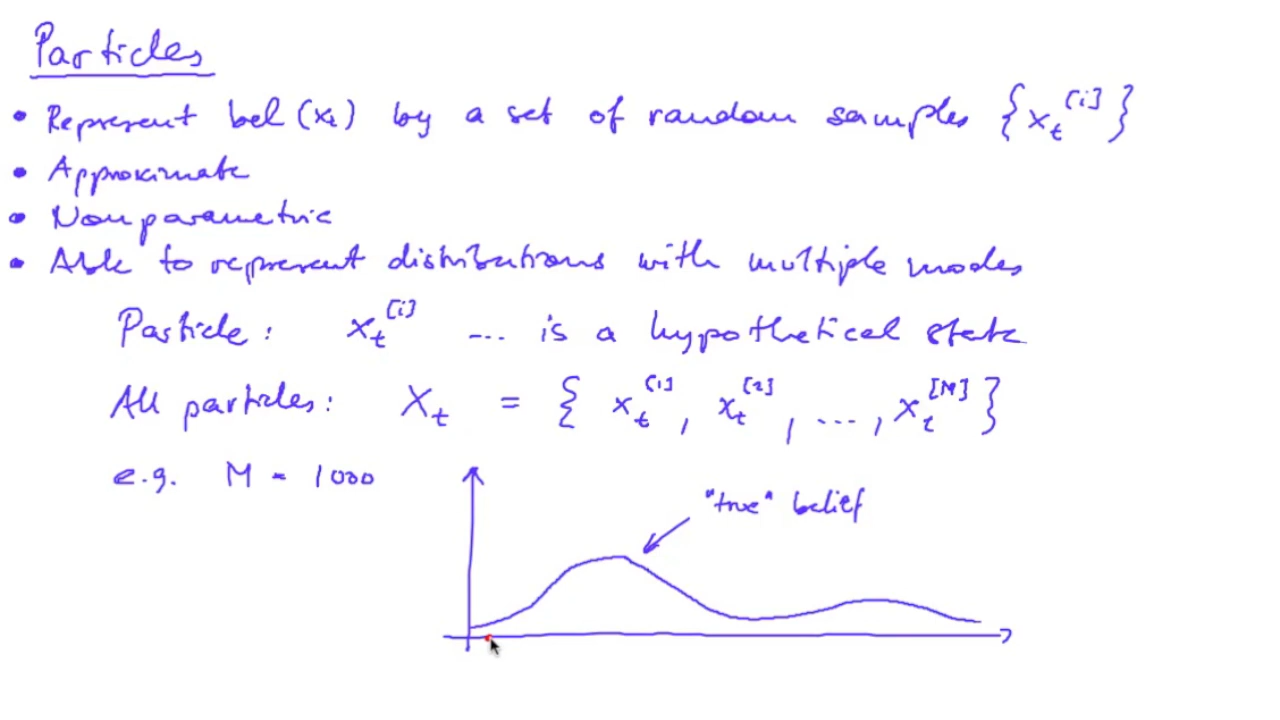 Particles
• Represent bel (xₜ) by a set of random samples {xₜ^[i]}
• Approximate
• Nonparametric
• Able to represent distributions with multiple modes
Particle: xₜ^[i] ... is a hypothetical state
All particles: Xₜ = { xₜ^[1], xₜ^[2], ..., xₜ^[M] }
e.g. M = 1000
"true" belief